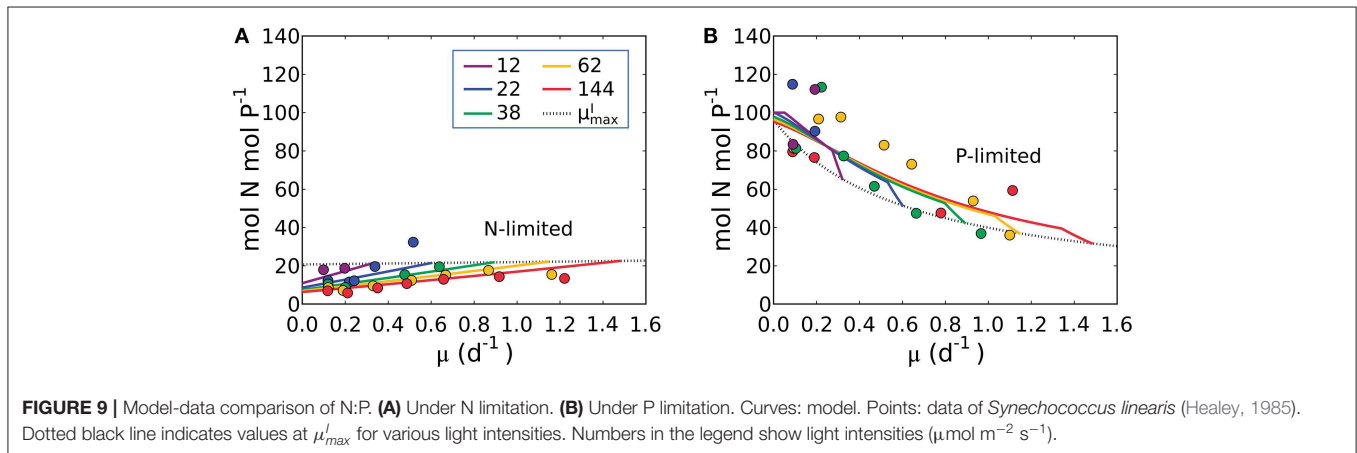 A
B
mol N mol P⁻¹
140
120
100
80
60
40
20
0
12
62
22
144
38
μᴵmax
N-limited
0.0 0.2 0.4 0.6 0.8 1.0 1.2 1.4 1.6
μ (d⁻¹)
mol N mol P⁻¹
140
120
100
80
60
40
20
0
P-limited
0.0 0.2 0.4 0.6 0.8 1.0 1.2 1.4 1.6
μ (d⁻¹)
FIGURE 9 | Model-data comparison of N:P. (A) Under N limitation. (B) Under P limitation. Curves: model. Points: data of Synechococcus linearis (Healey, 1985).
Dotted black line indicates values at μᴵmax for various light intensities. Numbers in the legend show light intensities (μmol m⁻² s⁻¹).